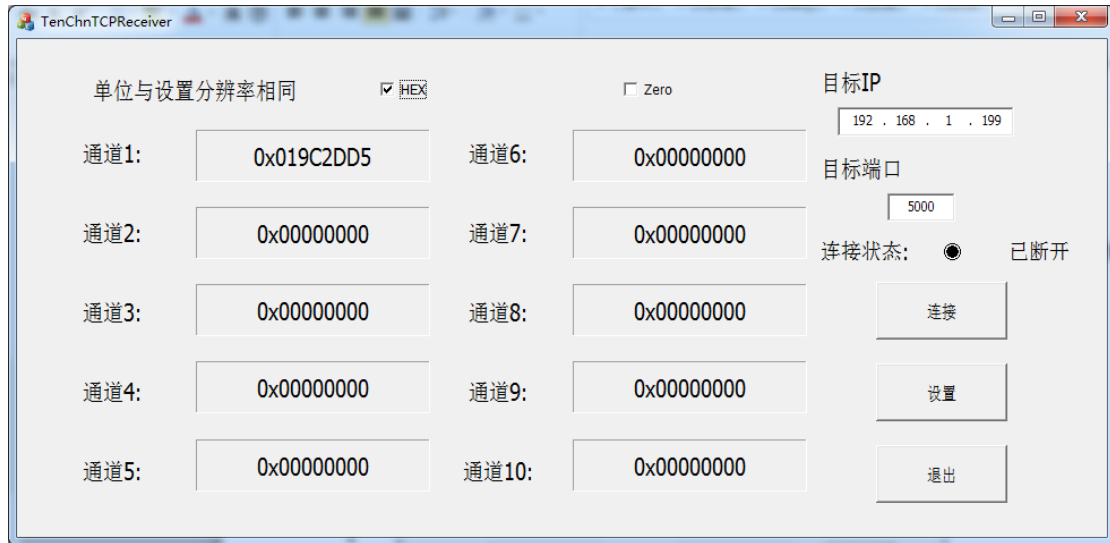 TenChnTCPReceiver
单位与设置分辨率相同 HEX Zero
目标IP
192 . 168 . 1 . 199
通道1: 0x019C2DD5 通道6: 0x00000000
目标端口
5000
通道2: 0x00000000 通道7: 0x00000000
连接状态: 已断开
通道3: 0x00000000 通道8: 0x00000000
连接
通道4: 0x00000000 通道9: 0x00000000
设置
通道5: 0x00000000 通道10: 0x00000000
退出